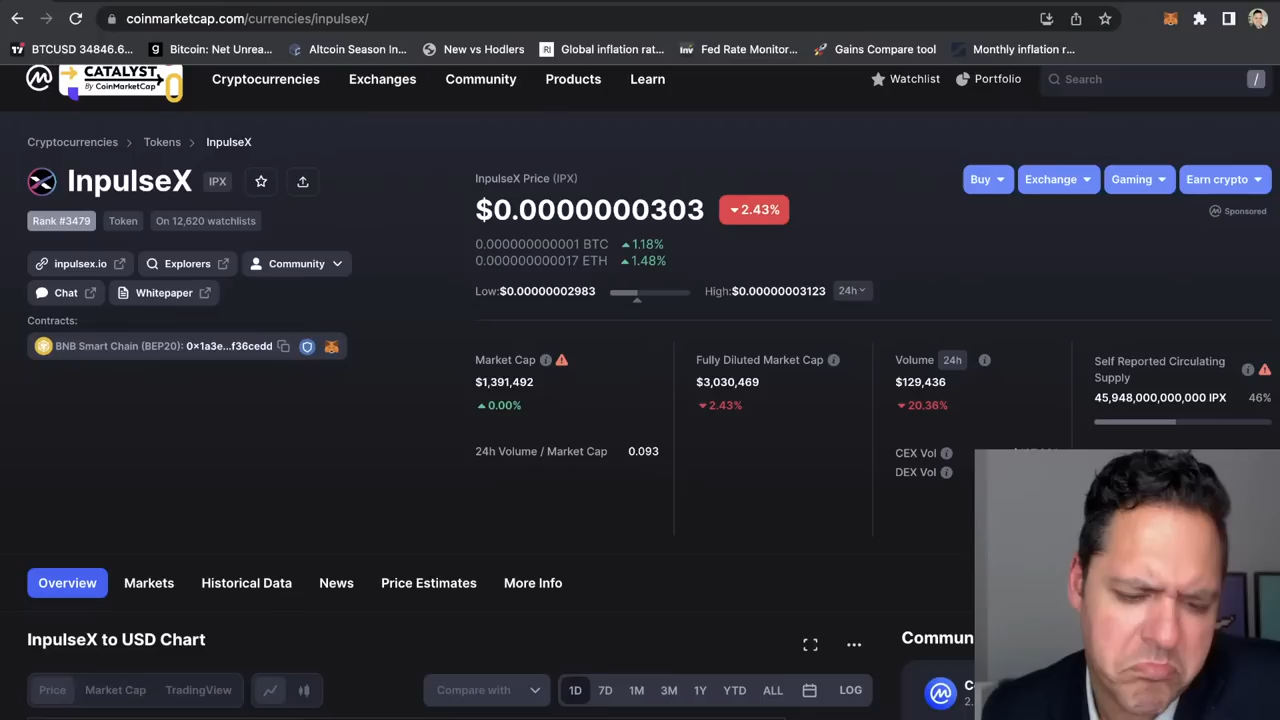 coinmarketcap.com/currencies/inpulsex/
BTCUSD 34846.6... Bitcoin: Net Unrea... Altcoin Season In... New vs Hodlers Global inflation rat... Fed Rate Monitor... Gains Compare tool Monthly inflation r...
CATALYST
By CoinMarketCap
Cryptocurrencies Exchanges Community Products Learn Watchlist Portfolio Search /
Cryptocurrencies > Tokens > InpulseX
InpulseX IPX
Rank #3479 Token On 12,620 watchlists
inpulsex.io Explorers Community
Chat Whitepaper
Contracts:
BNB Smart Chain (BEP20): 0x1a3e...f36cedd
InpulseX Price (IPX)
$0.0000000303 2.43%
0.000000000001 BTC 1.18%
0.000000000017 ETH 1.48%
Low:$0.00000002983 High:$0.00000003123 24h
Buy Exchange Gaming Earn crypto
Sponsored
Market Cap
$1,391,492
0.00%
24h Volume / Market Cap 0.093
Fully Diluted Market Cap
$3,030,469
2.43%
Volume 24h
$129,436
20.36%
CEX Vol
DEX Vol
Self Reported Circulating
Supply
45,948,000,000,000 IPX 46%
Overview Markets Historical Data News Price Estimates More Info
InpulseX to USD Chart
Price Market Cap TradingView Compare with 1D 7D 1M 3M 1Y YTD ALL LOG
Commun